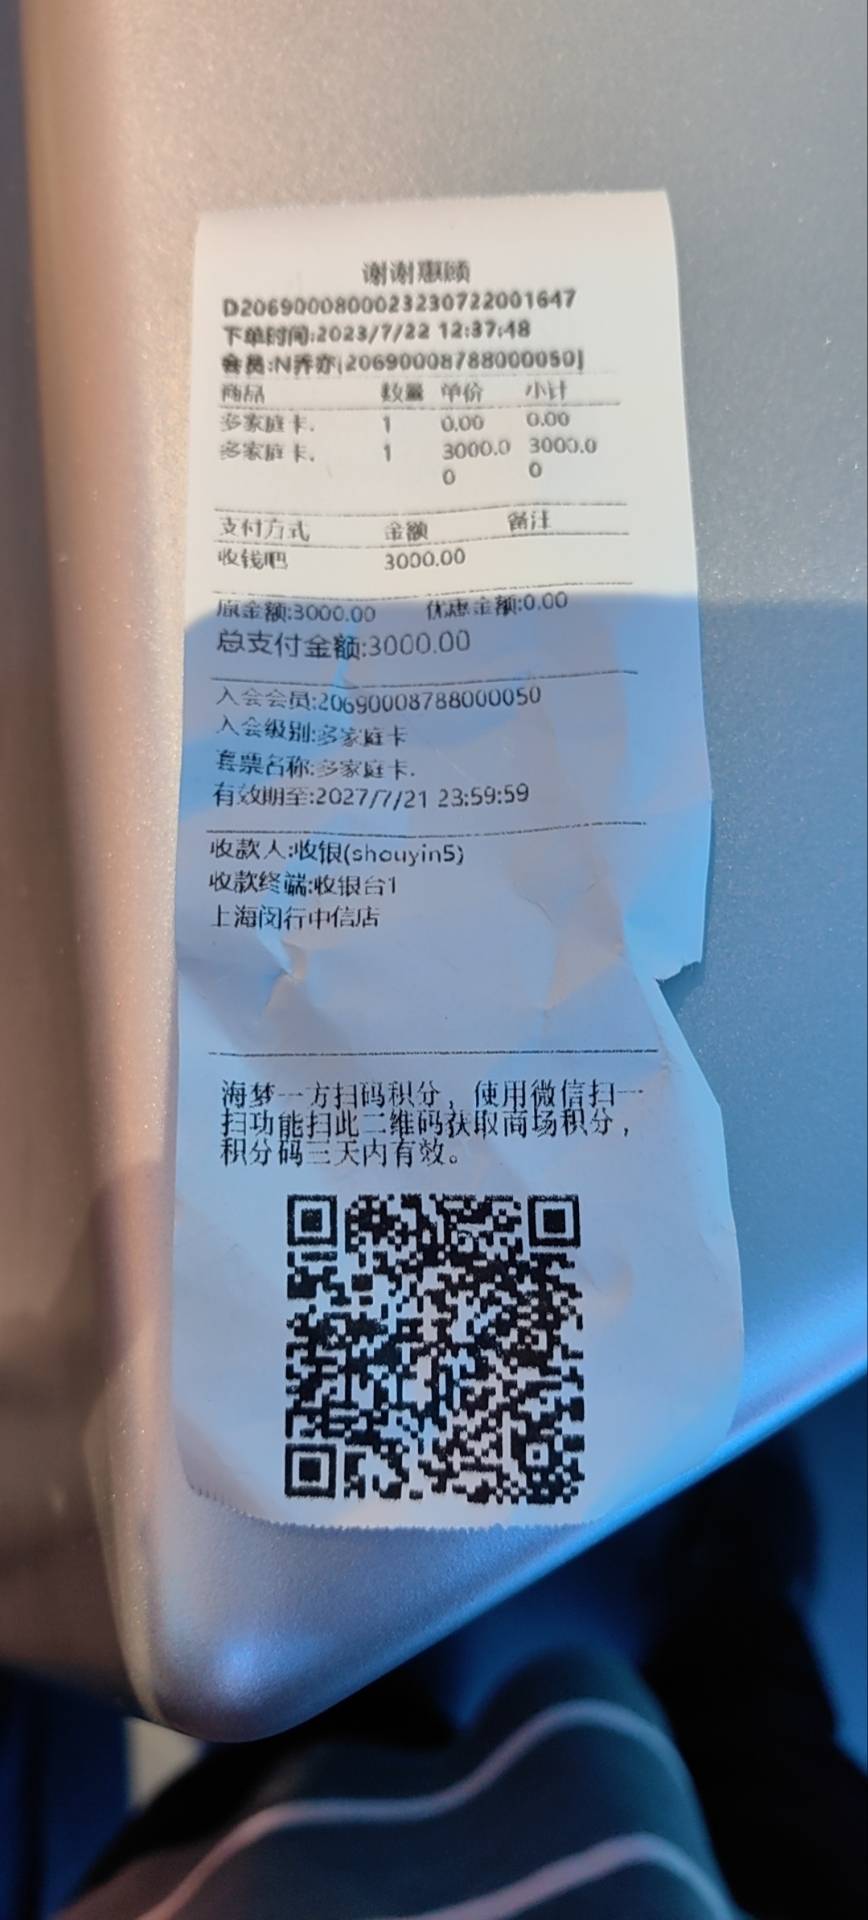 谢谢惠顾
D2069000800023230722001647
下单时间:2023/7/22 12:37:48
会员:N乔亦[20690008788000050]
商品 数量 单价 小计
多家庭卡. 1 0.00 0.00
多家庭卡. 1 3000.0 3000.0
0 0
支付方式 金额 备注
收钱吧 3000.00
原金额:3000.00 优惠金额:0.00
总支付金额:3000.00
入会会员:20690008788000050
入会级别:多家庭卡
套票名称:多家庭卡.
有效期至:2027/7/21 23:59:59
收款人:收银(shouyin5)
收款终端:收银台1
上海闵行中信店
海梦一方扫码积分，使用微信扫一
扫功能扫此二维码获取商场积分，
积分码三天内有效。